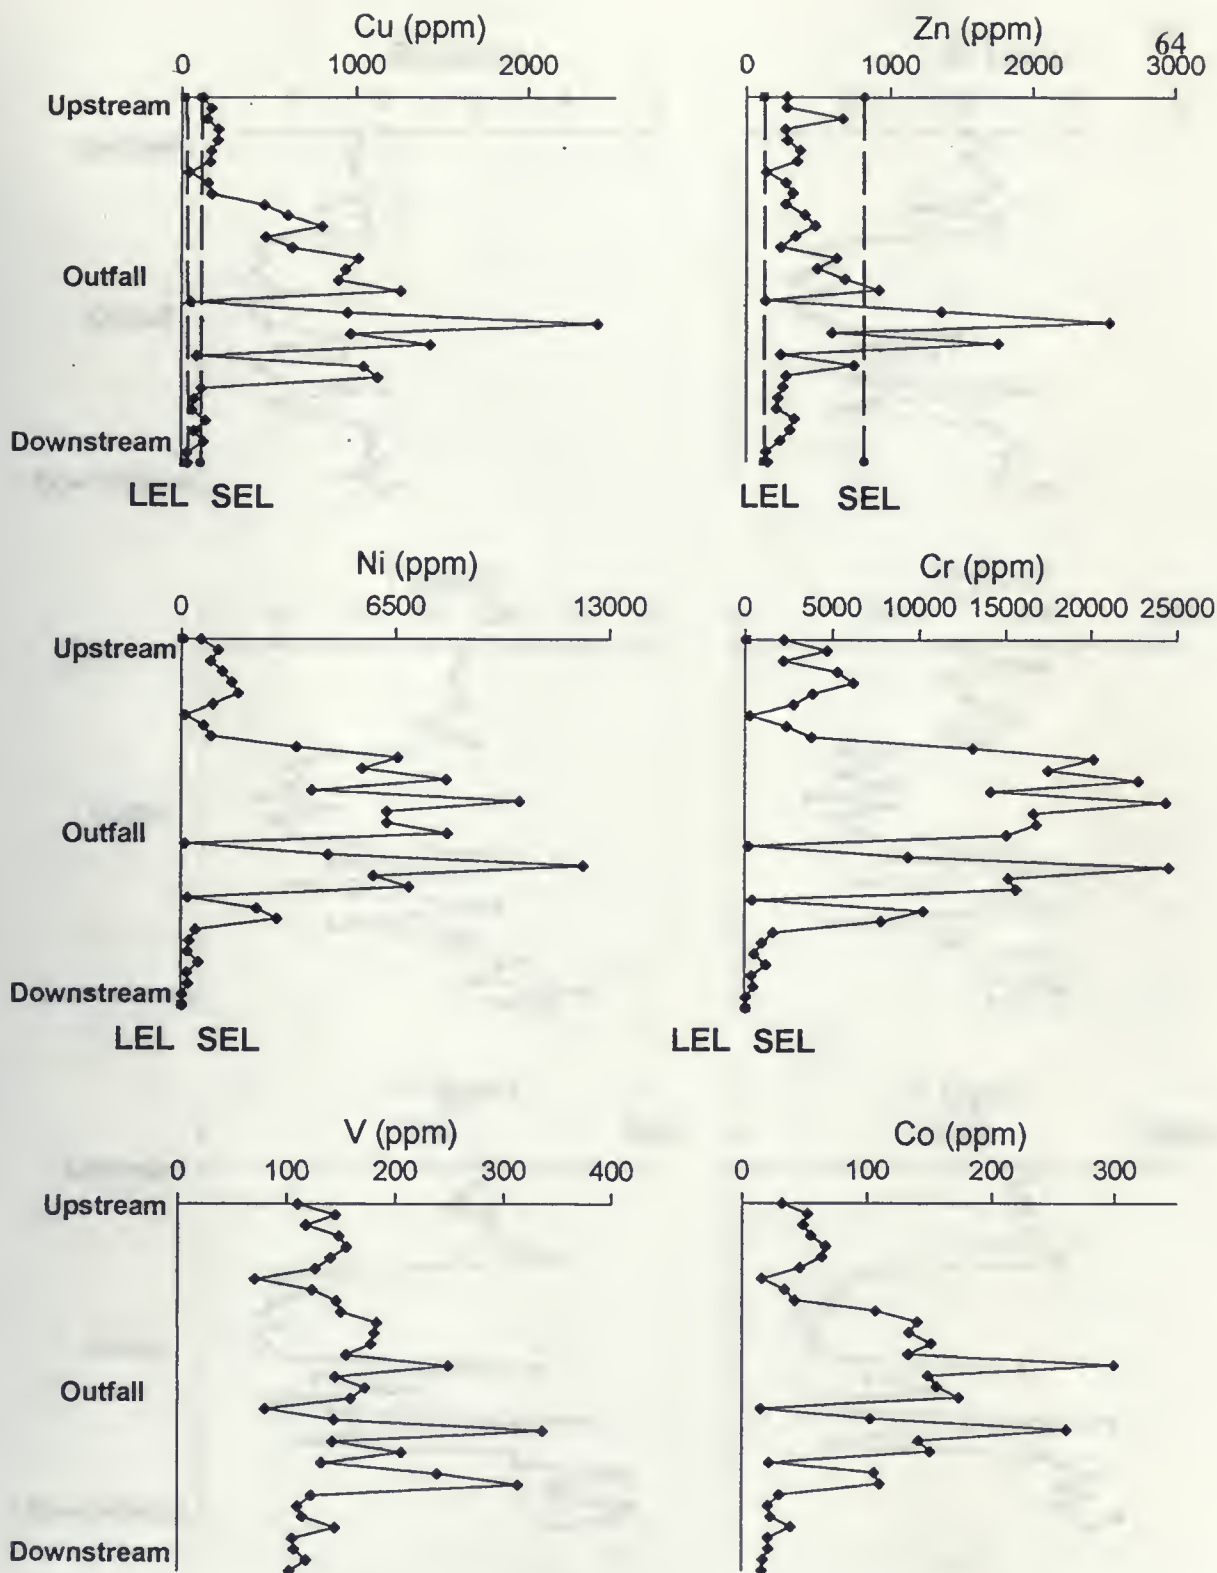 64
Cu (ppm)
0 1000 2000
Upstream
Outfall
Downstream
LEL SEL
Zn (ppm)
0 1000 2000 3000
LEL SEL
Ni (ppm)
0 6500 13000
Upstream
Outfall
Downstream
LEL SEL
Cr (ppm)
0 5000 10000 15000 20000 25000
LEL SEL
V (ppm)
0 100 200 300 400
Upstream
Outfall
Downstream
Co (ppm)
0 100 200 300